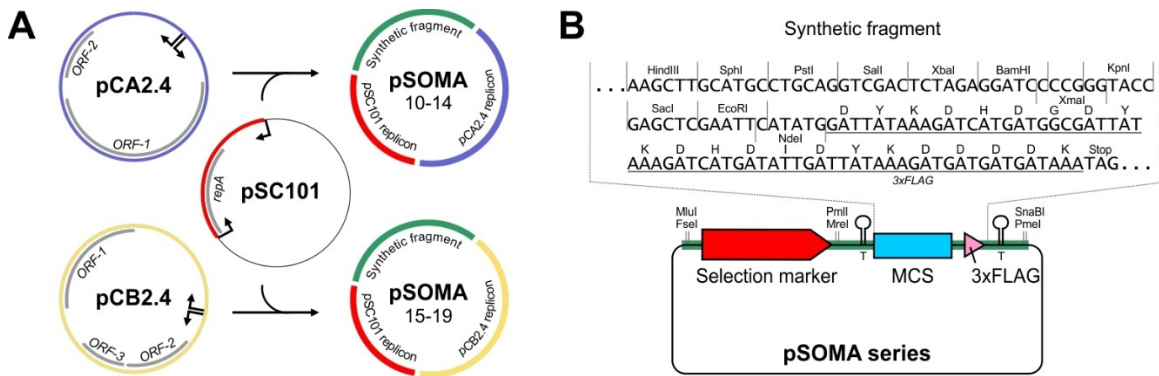 A
pCA2.4
ORF-2
ORF-1
Synthetic fragment
pSOMA
10-14
pSC101 replicon
pCA2.4 replicon
repA
pSC101
pCB2.4
ORF-1
ORF-3
ORF-2
Synthetic fragment
pSOMA
15-19
pSC101 replicon
pCB2.4 replicon
B
Synthetic fragment
HindIII SphI PstI SalI XbaI BamHI KpnI
...AAGCTTGCATGCCTGCAGGTCGACTCTAGAGGATCCCCGGGTACC
XmaI
SacI EcoRI D Y K D H D G D Y
GAGCTCGAATTCATATGGATTATAAAGATCATGATGGCGATTAT
NdeI
K D H D I D Y K D D D D K Stop
AAAGATCATGATATTGATTATAAAGATGATGATGATAAATAG...
3xFLAG
MluI
FseI
PmlI
MreI
SnaBI
PmeI
T
T
Selection marker
MCS
3xFLAG
pSOMA series